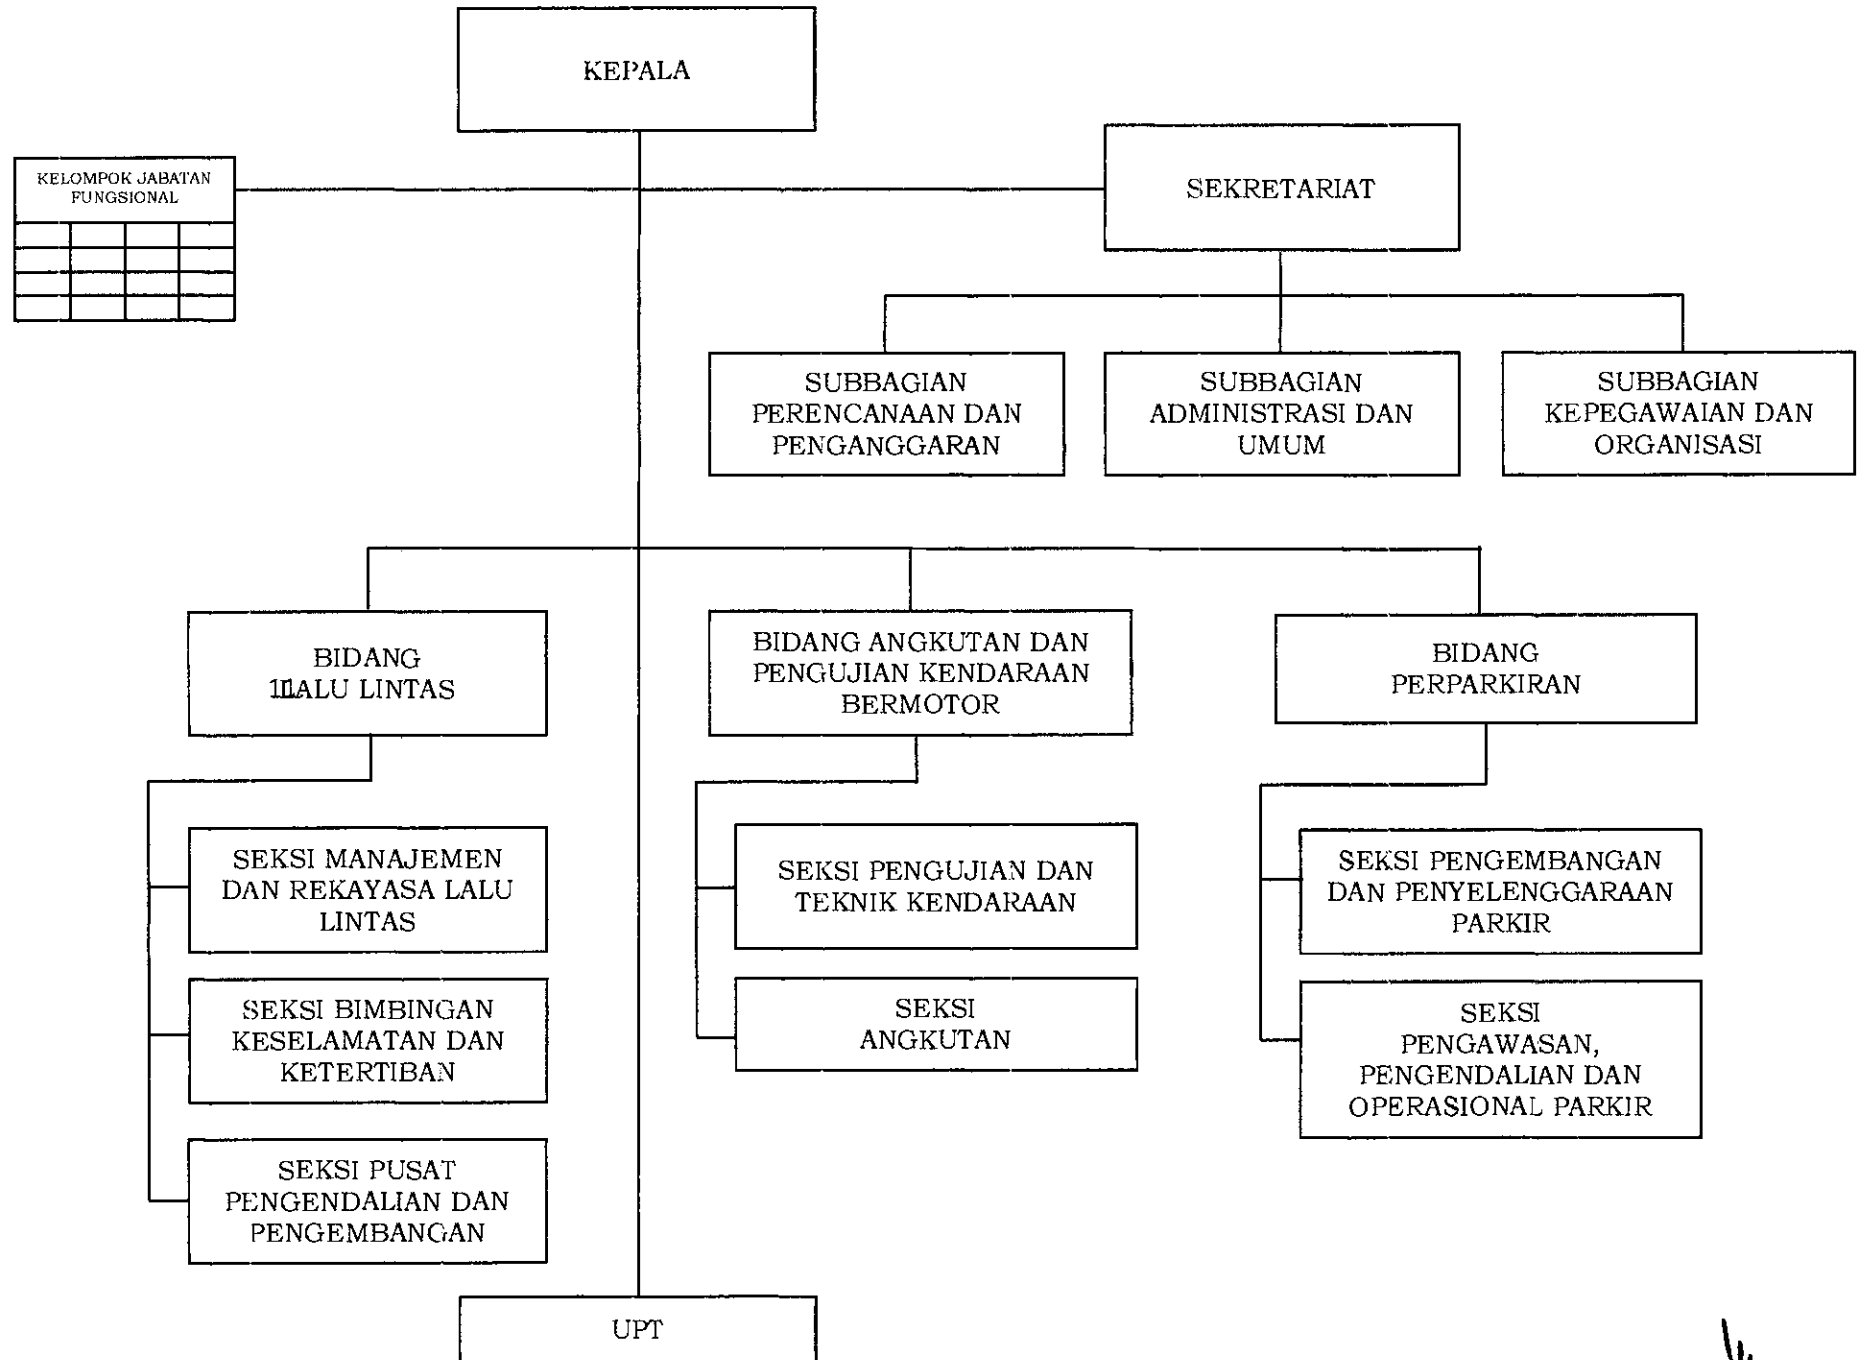 KEPALA
KELOMPOK JABATAN
FUNGSIONAL
SEKRETARIAT
SUBBAGIAN
PERENCANAAN DAN
PENGANGGARAN
SUBBAGIAN
ADMINISTRASI DAN
UMUM
SUBBAGIAN
KEPEGAWAIAN DAN
ORGANISASI
BIDANG
LALU LINTAS
BIDANG ANGKUTAN DAN
PENGUJIAN KENDARAAN
BERMOTOR
BIDANG
PERPARKIRAN
SEKSI MANAJEMEN
DAN REKAYASA LALU
LINTAS
SEKSI BIMBINGAN
KESELAMATAN DAN
KETERTIBAN
SEKSI PUSAT
PENGENDALIAN DAN
PENGEMBANGAN
SEKSI PENGUJIAN DAN
TEKNIK KENDARAAN
SEKSI
ANGKUTAN
SEKSI PENGEMBANGAN
DAN PENYELENGGARAAN
PARKIR
SEKSI
PENGAWASAN,
PENGENDALIAN DAN
OPERASIONAL PARKIR
UPT